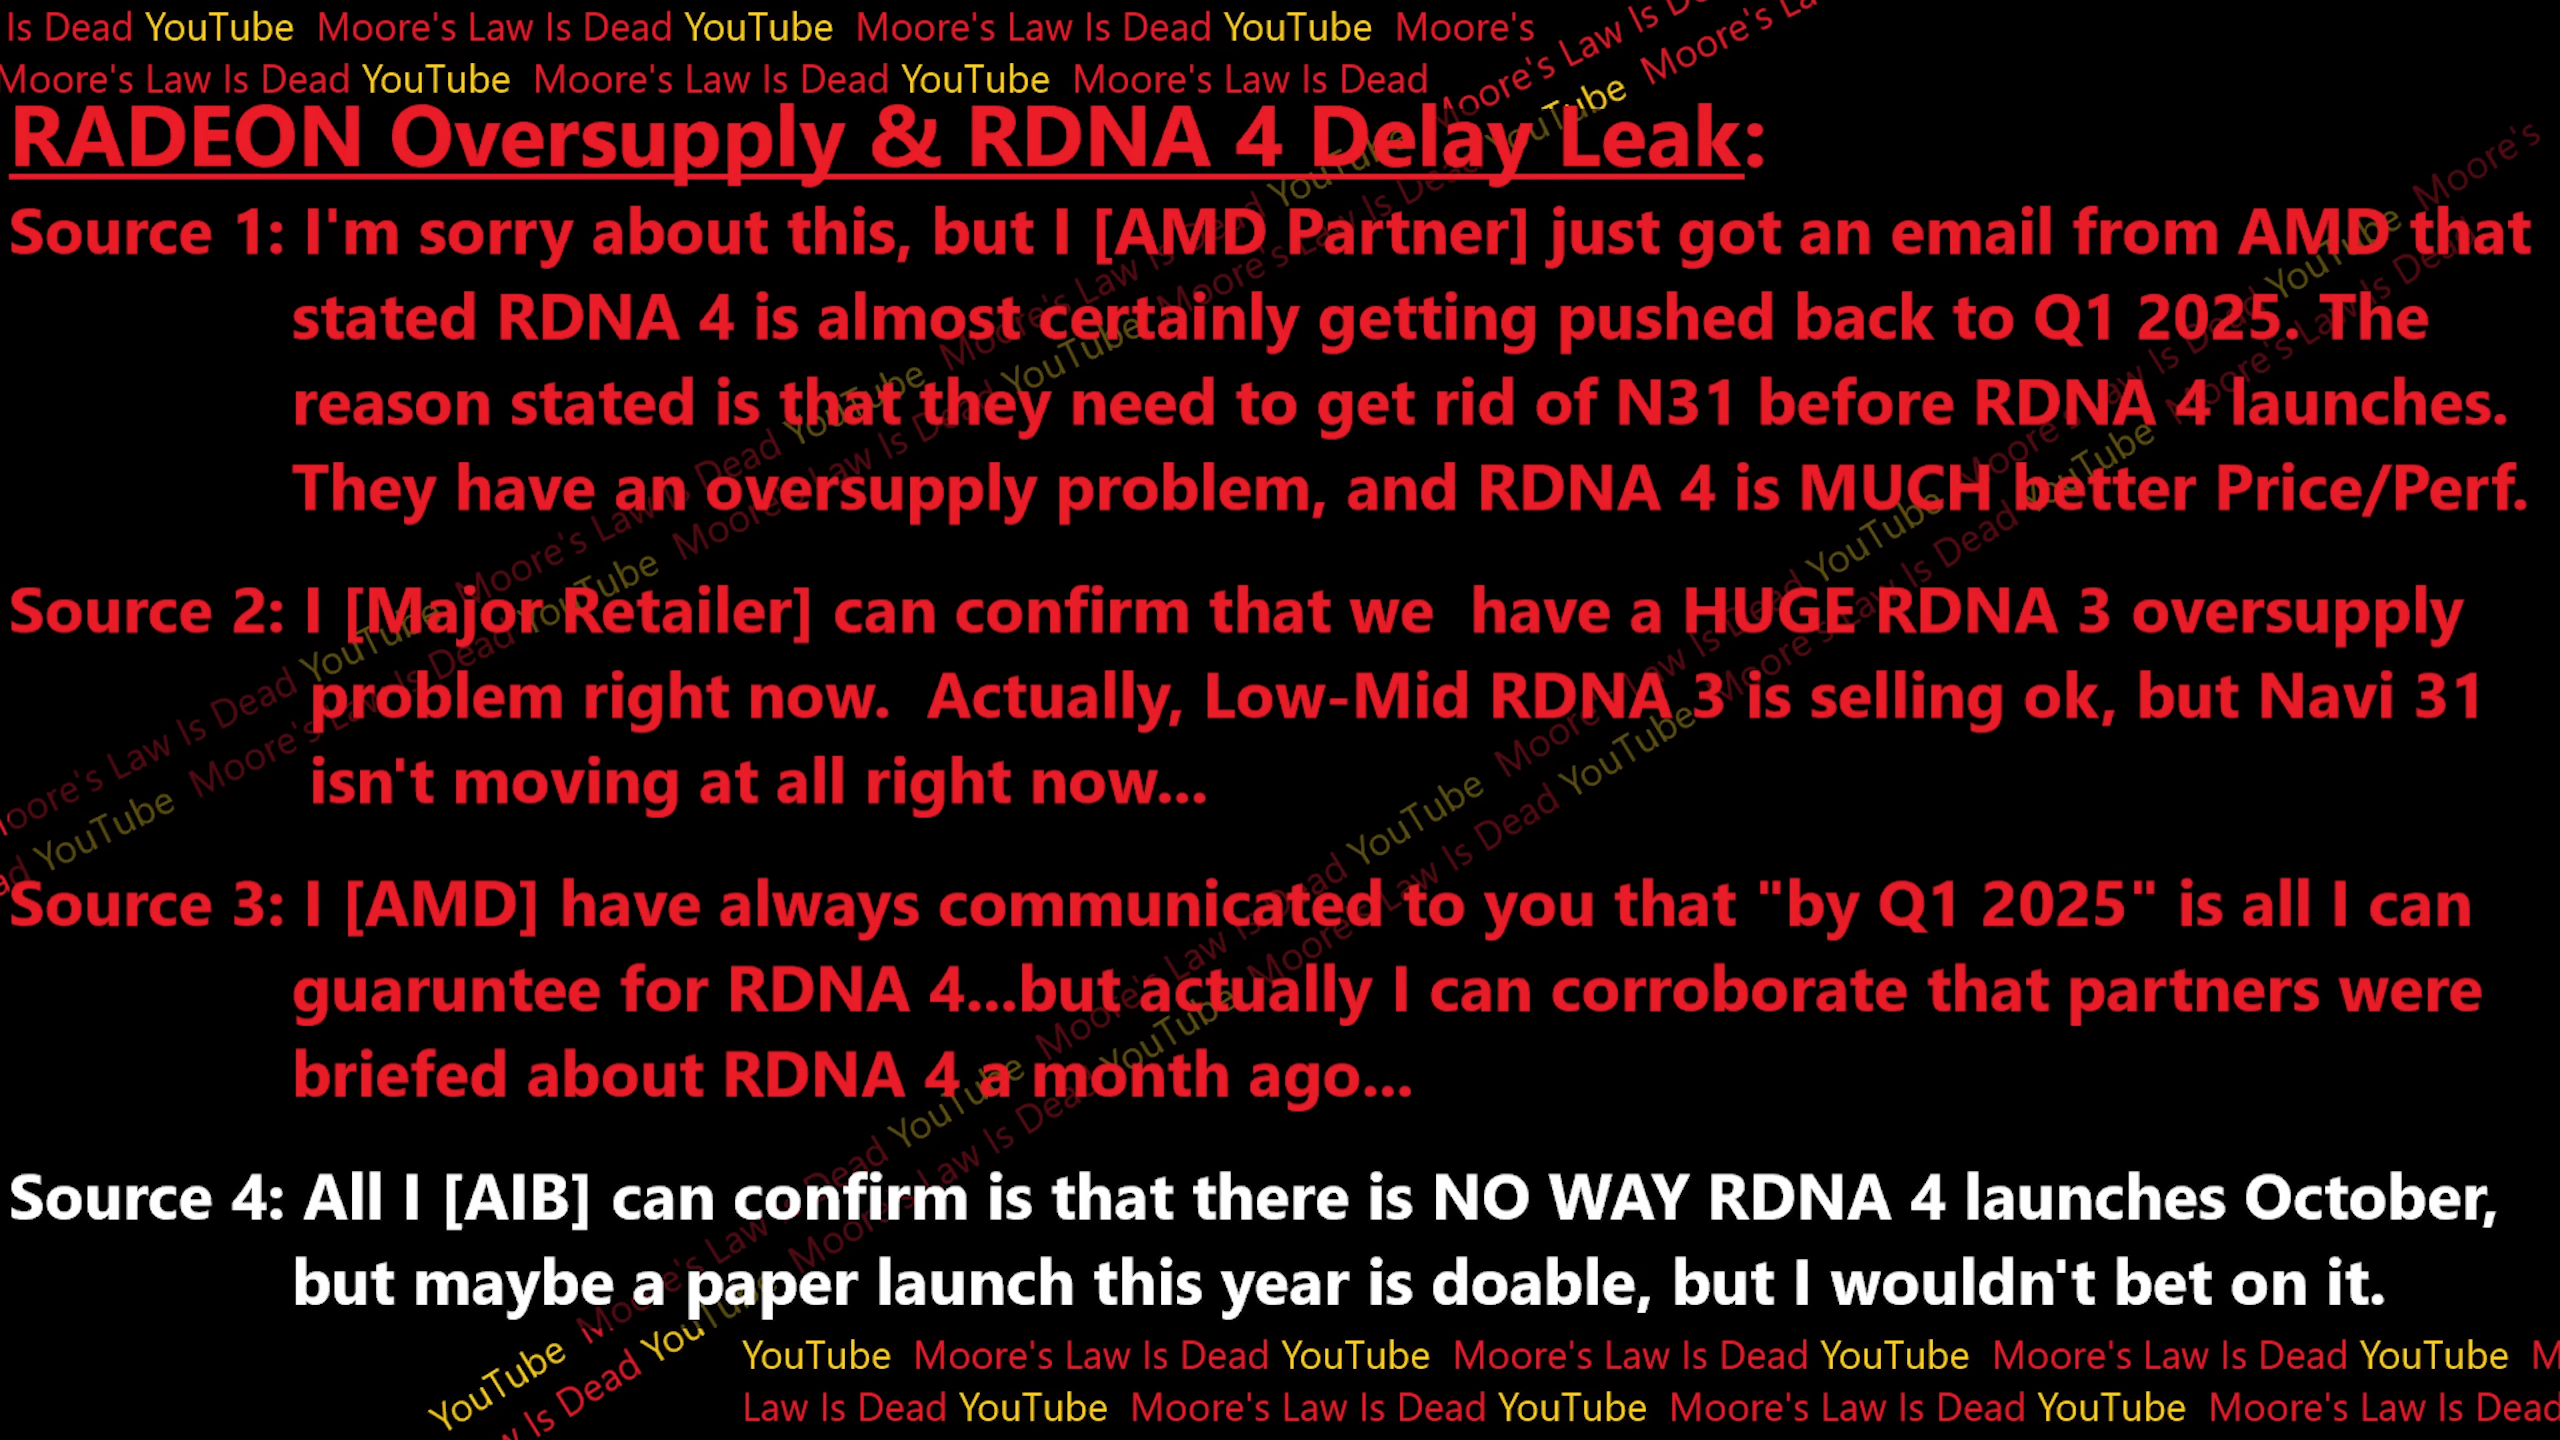 Is Dead YouTube Moore's Law Is Dead YouTube Moore's Law Is Dead YouTube Moore's
Moore's Law Is Dead YouTube Moore's Law Is Dead YouTube Moore's Law Is Dead
RADEON Oversupply & RDNA 4 Delay Leak:
Source 1: I'm sorry about this, but I [AMD Partner] just got an email from AMD that
stated RDNA 4 is almost certainly getting pushed back to Q1 2025. The
reason stated is that they need to get rid of N31 before RDNA 4 launches.
They have an oversupply problem, and RDNA 4 is MUCH better Price/Perf.
Source 2: I [Major Retailer] can confirm that we have a HUGE RDNA 3 oversupply
problem right now. Actually, Low-Mid RDNA 3 is selling ok, but Navi 31
isn't moving at all right now...
Source 3: I [AMD] have always communicated to you that "by Q1 2025" is all I can
guaruntee for RDNA 4...but actually I can corroborate that partners were
briefed about RDNA 4 a month ago...
Source 4: All I [AIB] can confirm is that there is NO WAY RDNA 4 launches October,
but maybe a paper launch this year is doable, but I wouldn't bet on it.
YouTube Moore's Law Is Dead YouTube Moore's Law Is Dead YouTube Moore's Law Is Dead YouTube M
Law Is Dead YouTube Moore's Law Is Dead YouTube Moore's Law Is Dead YouTube Moore's Law Is Dead